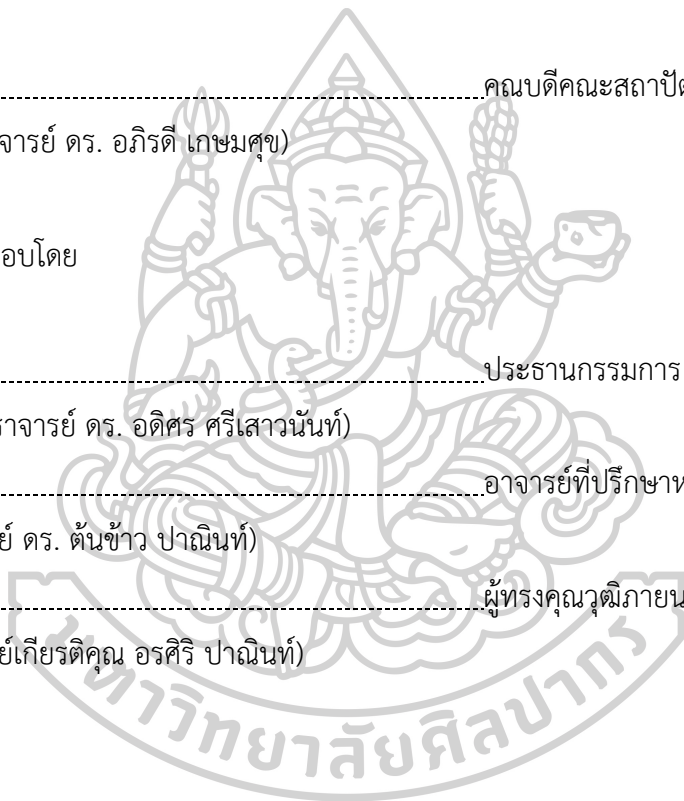 คณบดีคณะสถาปั
จารย์ ดร. อภิรดี เกษมศุข)
อบโดย
ประธานกรรมการ
ราจารย์ ดร. อดิศร ศรีเสาวนันท์)
อาจารย์ที่ปรึกษาห
ย์ ดร. ต้นข้าว ปาณินท์)
ผู้ทรงคุณวุฒิภายน
ย์เกียรติคุณ อรศิริ ปาณินท์)
มหาวิทยาลัยศิลปากร